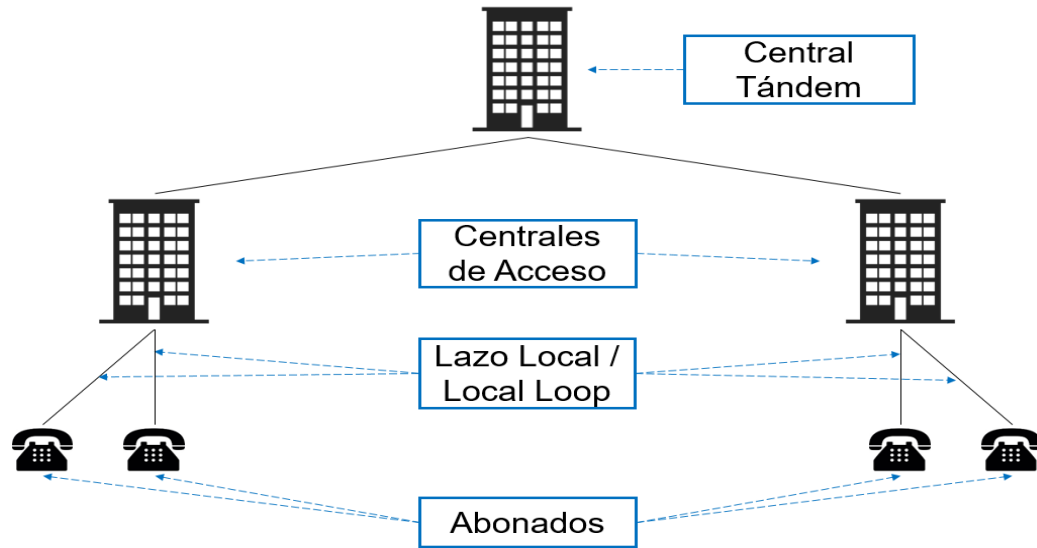 Central
Tándem
Centrales
de Acceso
Lazo Local /
Local Loop
Abonados